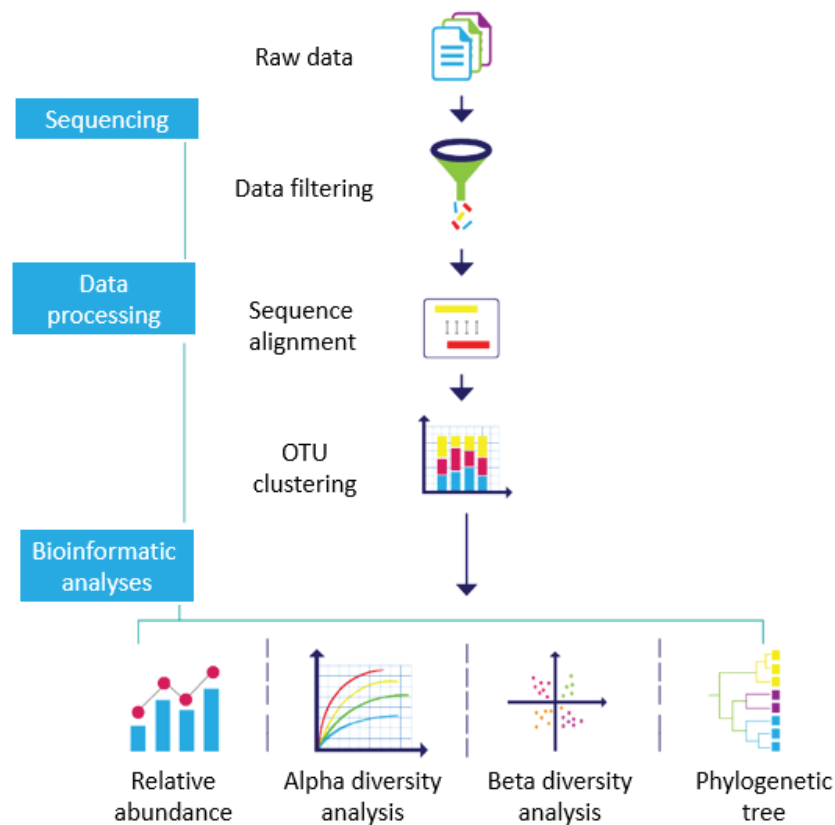 Raw data
Sequencing
Data filtering
Data
processing
Sequence
alignment
OTU
clustering
Bioinformatic
analyses
Relative
abundance
Alpha diversity
analysis
Beta diversity
analysis
Phylogenetic
tree